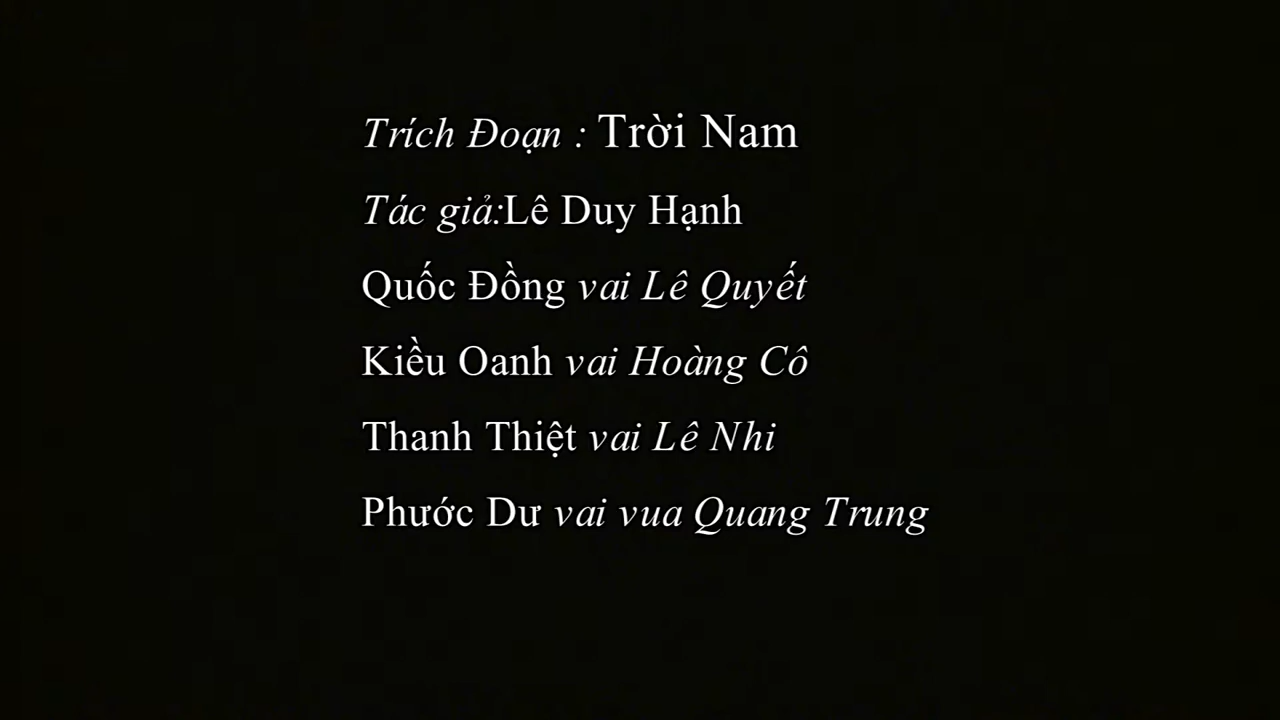 Trích Đoạn : Trời Nam
Tác giả:Lê Duy Hạnh
Quốc Đồng vai Lê Quyết
Kiều Oanh vai Hoàng Cô
Thanh Thiệt vai Lê Nhi
Phước Dư vai vua Quang Trung